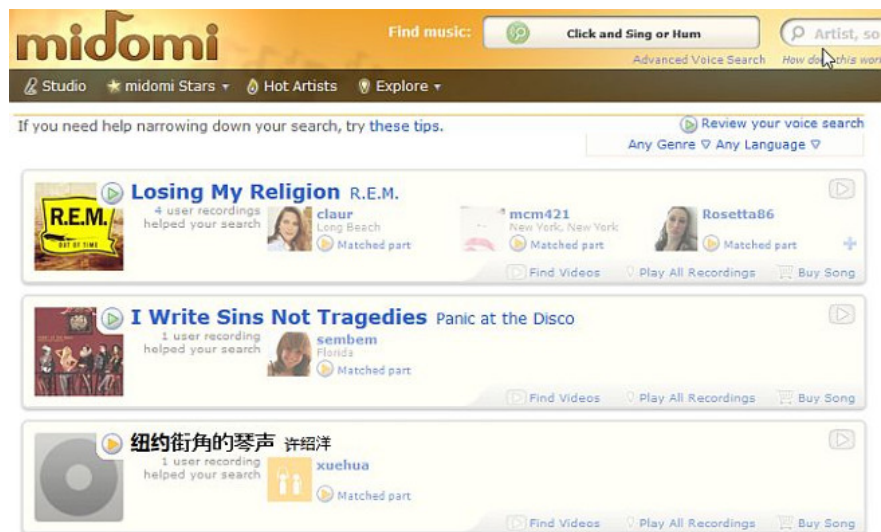 midomi
Find music: Click and Sing or Hum Artist, so
Advanced Voice Search How do this wor
Studio midomi Stars Hot Artists Explore
If you need help narrowing down your search, try these tips.
Review your voice search
Any Genre Any Language
Losing My Religion R.E.M.
R.E.M.
OUT OF TIME
4 user recordings
helped your search
claur
Long Beach
Matched part
mcm421
New York, New York
Matched part
Rosetta86
Matched part
Find Videos Play All Recordings Buy Song
I Write Sins Not Tragedies Panic at the Disco
1 user recording
helped your search
sembem
Florida
Matched part
Find Videos Play All Recordings Buy Song
纽约街角的琴声 许绍洋
1 user recording
helped your search
xuehua
Matched part
Find Videos Play All Recordings Buy Song